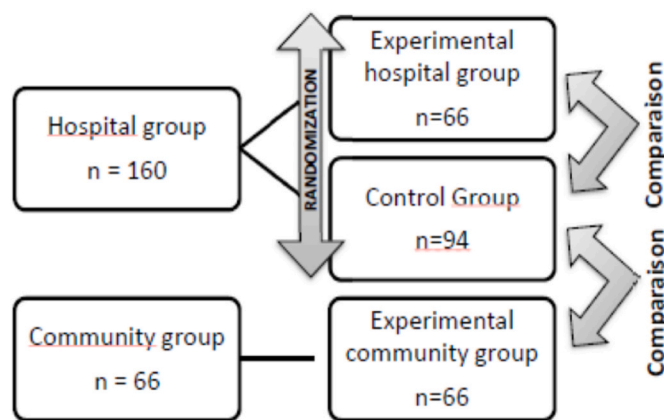 Hospital group
n = 160
RANDOMIZATION
Experimental
hospital group
n=66
Control Group
n=94
Comparaison
Community group
n = 66
Experimental
community group
n=66
Comparaison